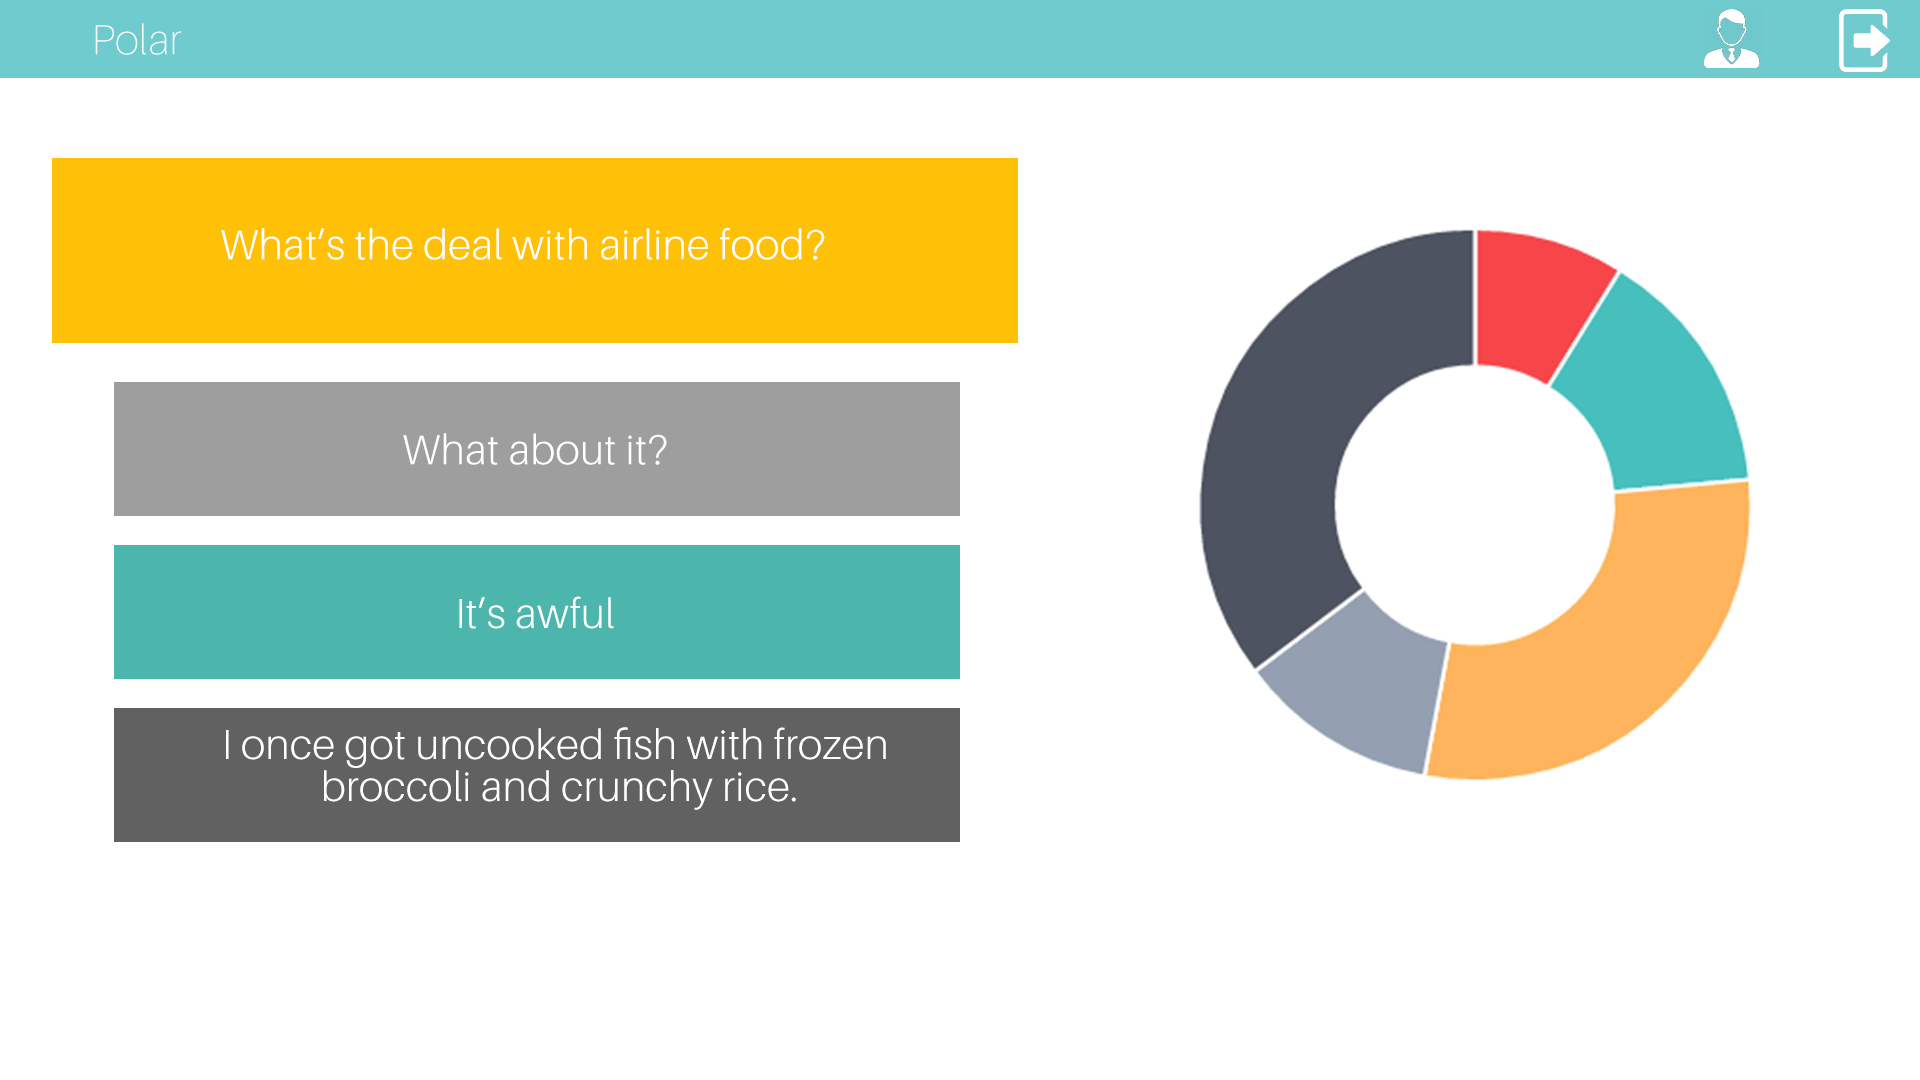 Polar
What’s the deal with airline food?
What about it?
It’s awful
I once got uncooked fish with frozen
broccoli and crunchy rice.